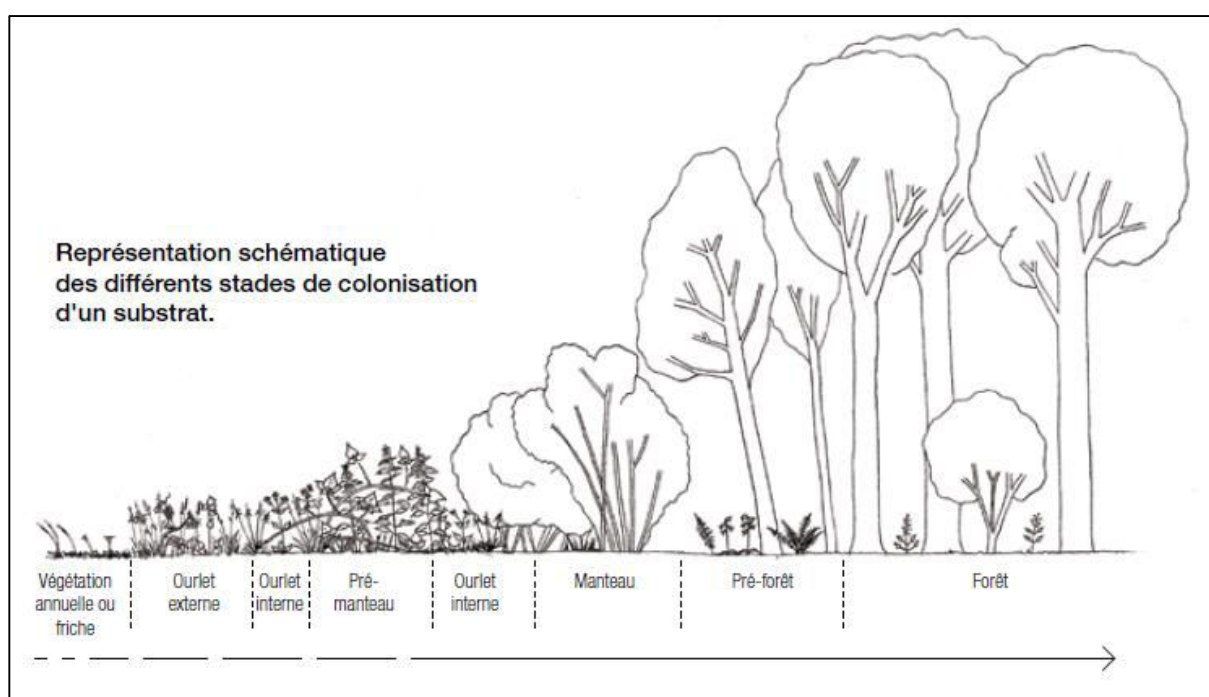 Représentation schématique
des différents stades de colonisation
d'un substrat.
Végétation
annuelle ou
friche
Ourlet
externe
Ourlet
interne
Pré-
manteau
Ourlet
interne
Manteau
Pré-forêt
Forêt